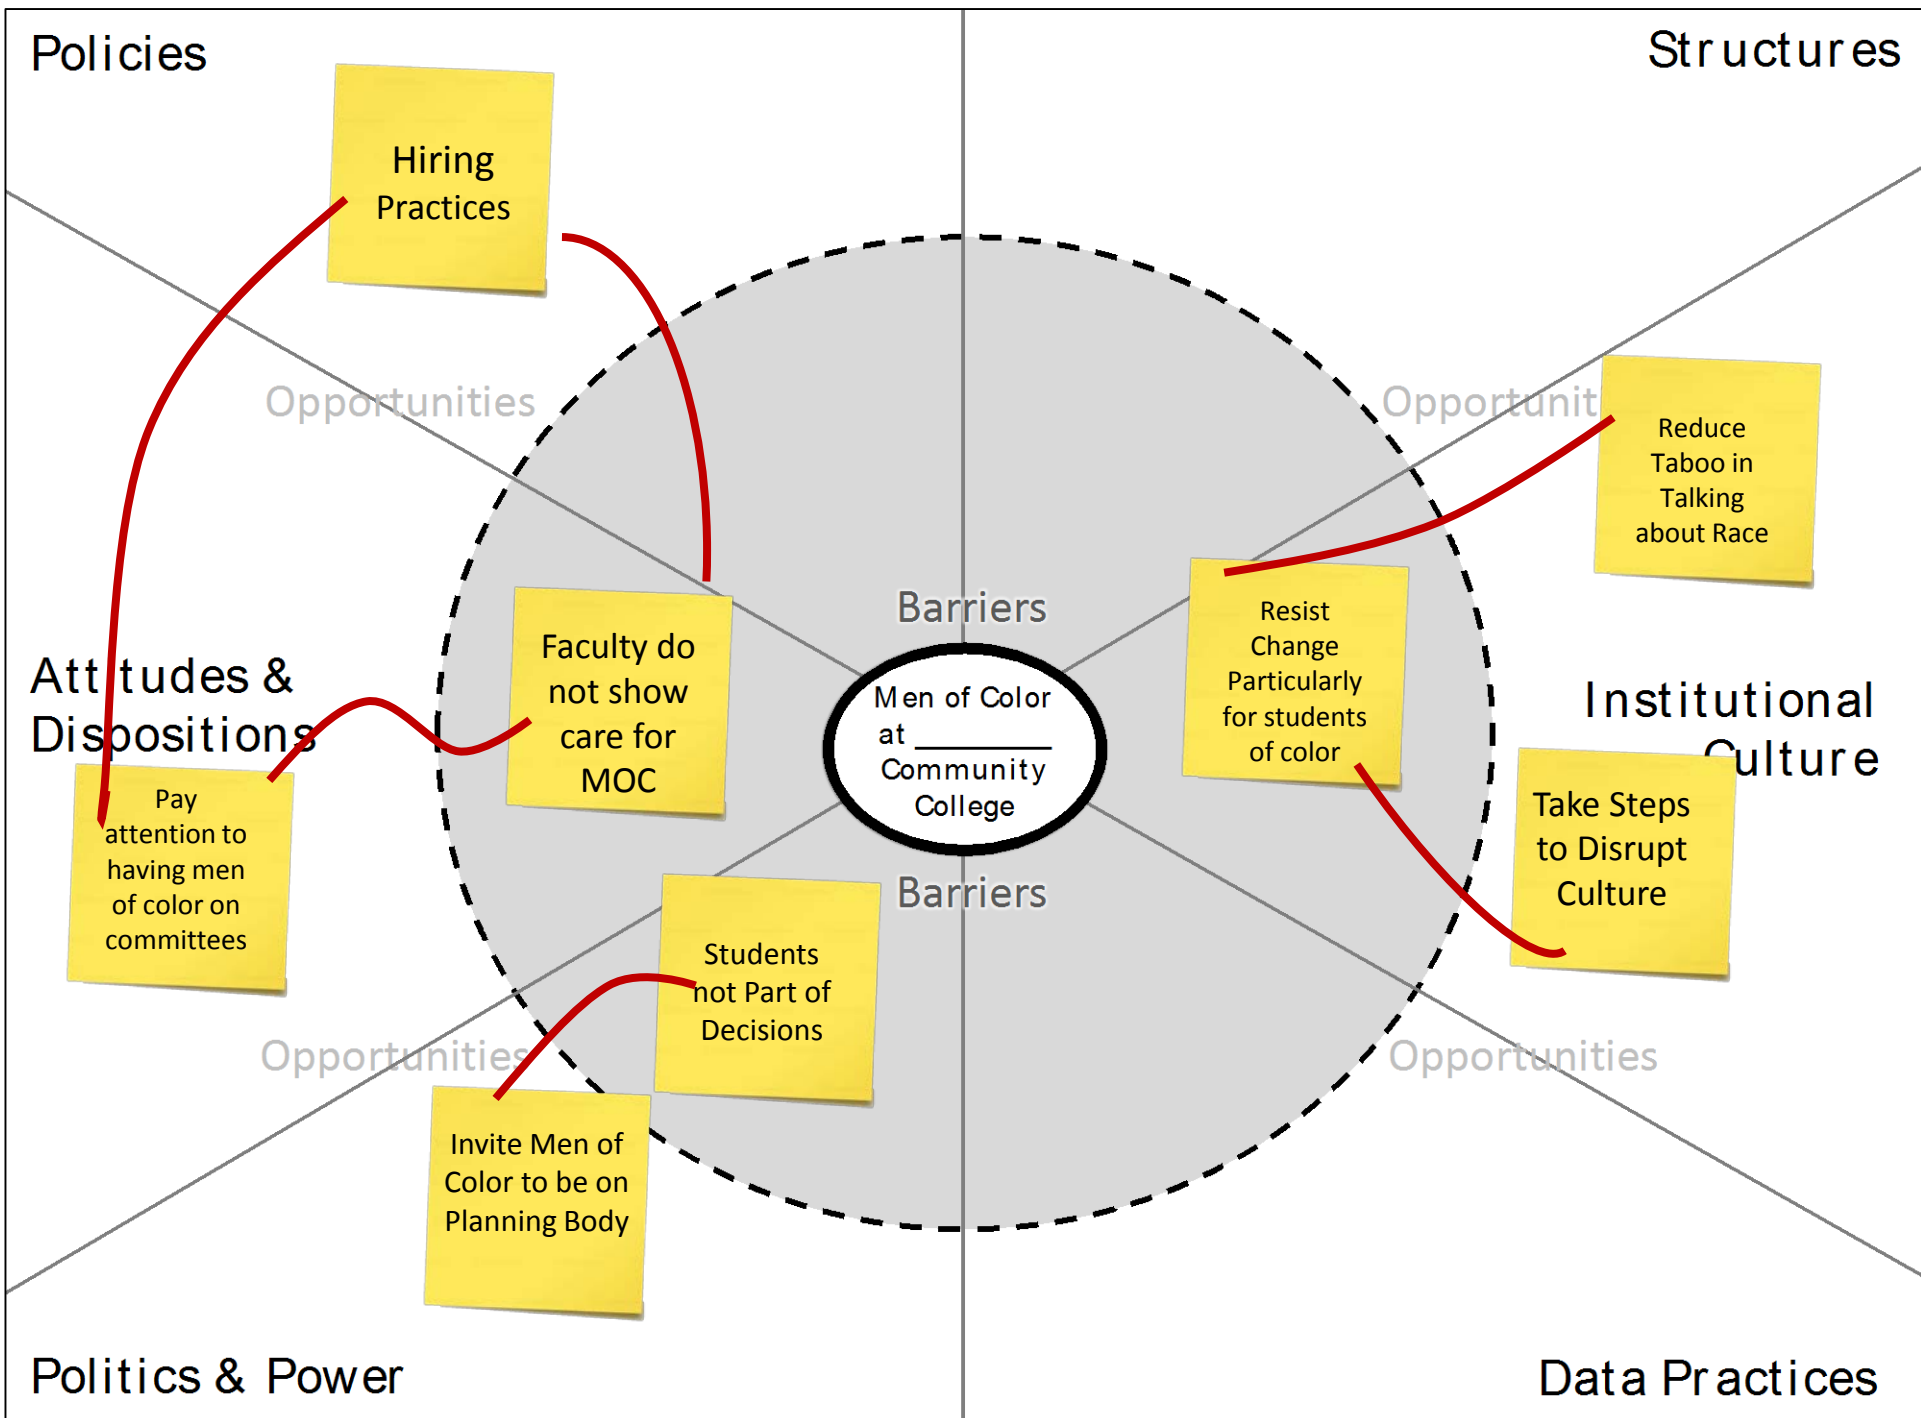 Policies
Structures
Hiring
Practices
Opportunities
Opportunit
Reduce
Taboo in
Talking
about Race
Barriers
Resist
Change
Particularly
for students
of color
Faculty do
not show
care for
MOC
Attitudes &
Dispositions
Men of Color
at ________
Community
College
Institutional
Culture
Pay
attention to
having men
of color on
committees
Take Steps
to Disrupt
Culture
Barriers
Students
not Part of
Decisions
Opportunities
Opportunities
Invite Men of
Color to be on
Planning Body
Politics & Power
Data Practices